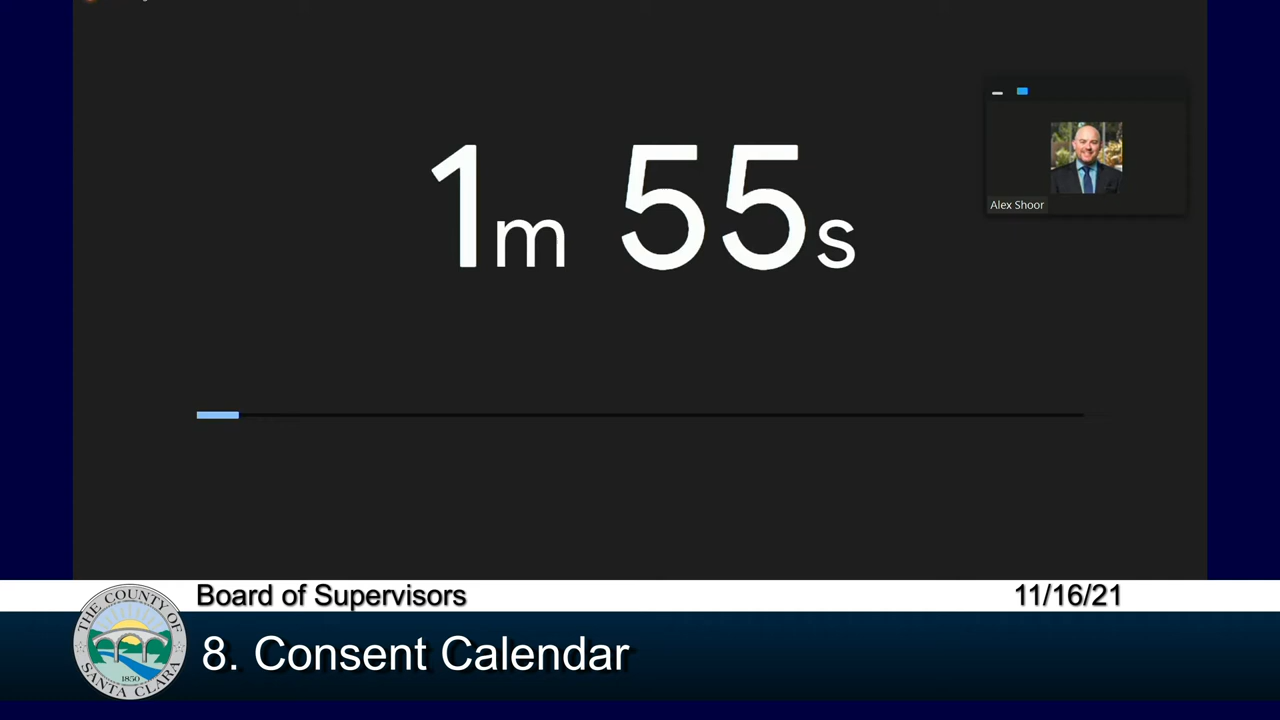 1m 55s
Alex Shoor
Board of Supervisors
11/16/21
8. Consent Calendar
THE COUNTY OF
SANTA CLARA
1850